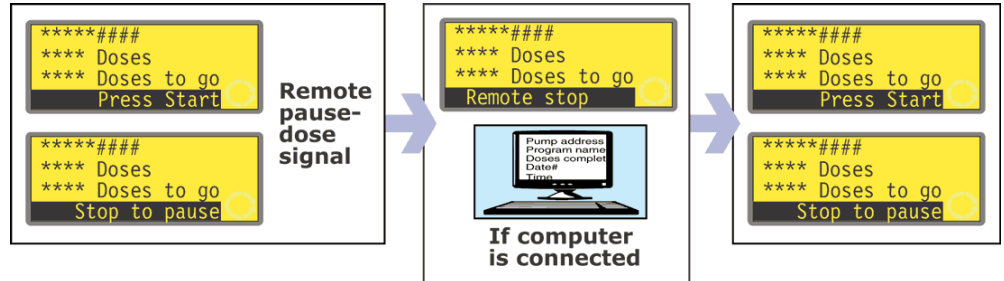 *****####
**** Doses
**** Doses to go
Press Start
*****####
**** Doses
**** Doses to go
Stop to pause
Remote
pause-
dose
signal
*****####
**** Doses
**** Doses to go
Remote stop
Pump address
Program name
Doses complet
Date#
Time
If computer
is connected
*****####
**** Doses
**** Doses to go
Press Start
*****####
**** Doses
**** Doses to go
Stop to pause